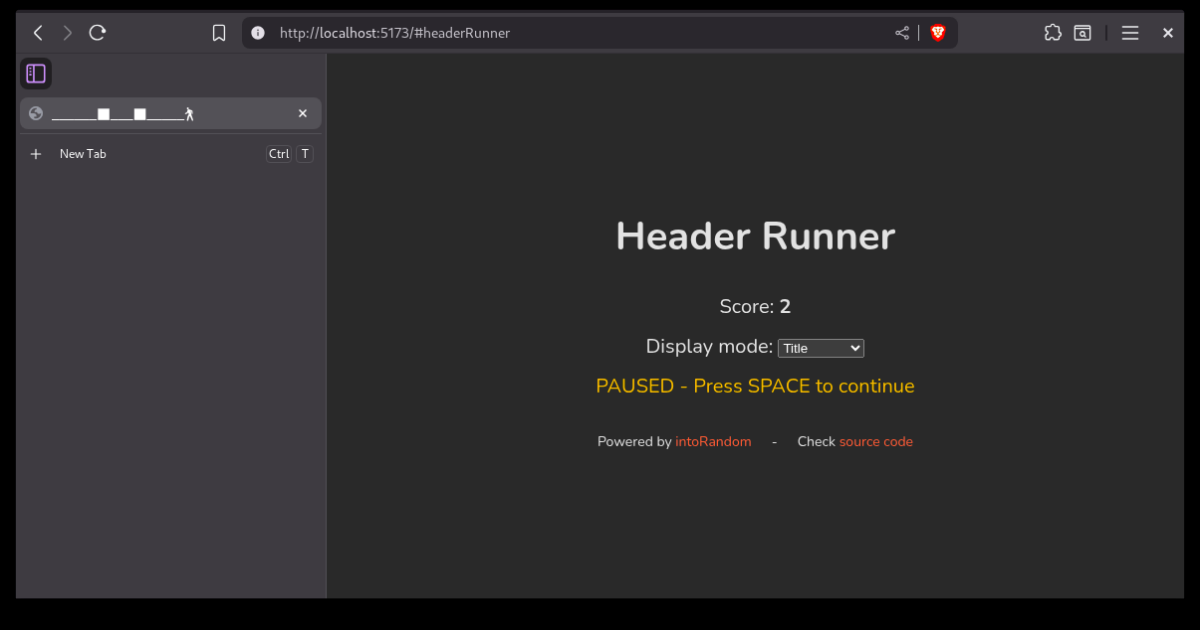 http://localhost:5173/#headerRunner
New Tab Ctrl T
Header Runner
Score: 2
Display mode: Title
PAUSED - Press SPACE to continue
Powered by intoRandom - Check source code